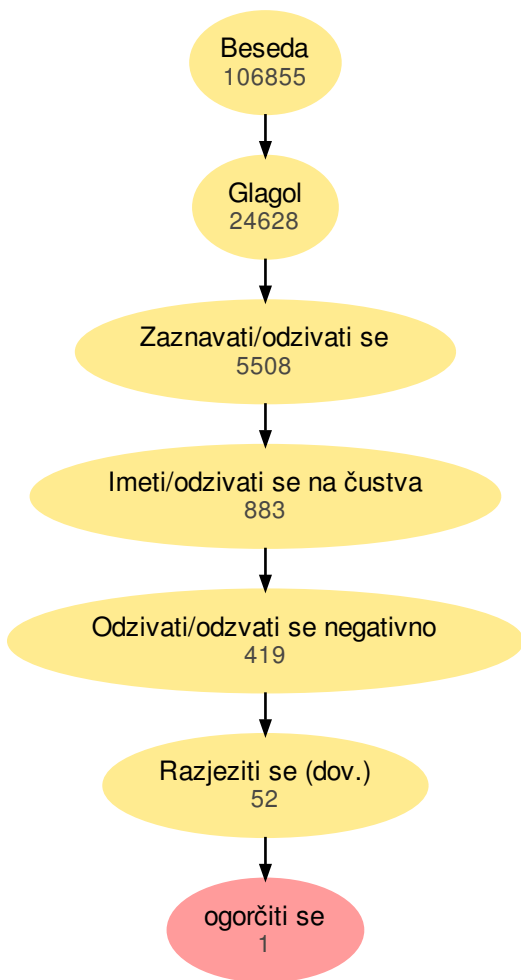 Beseda
106855
Glagol
24628
Zaznavati/odzivati se
5508
Imeti/odzivati se na čustva
883
Odzivati/odzvati se negativno
419
Razjeziti se (dov.)
52
ogorčiti se
1